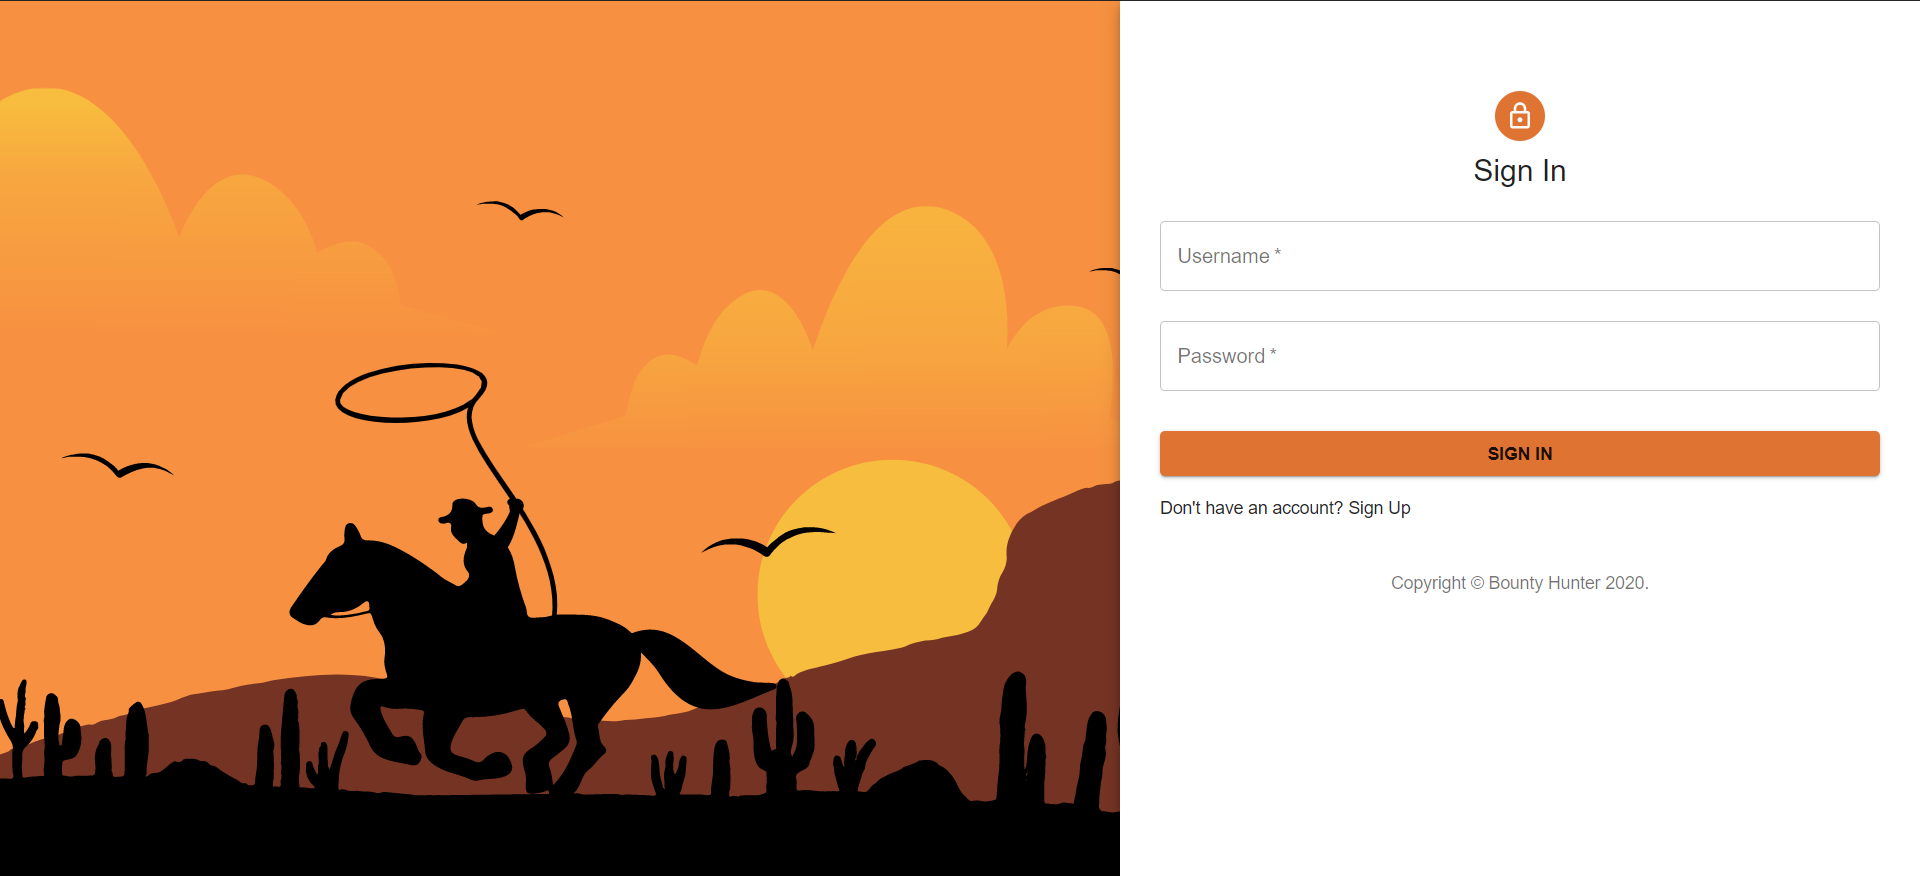 Sign In
Username *
Password *
SIGN IN
Don't have an account? Sign Up
Copyright © Bounty Hunter 2020.